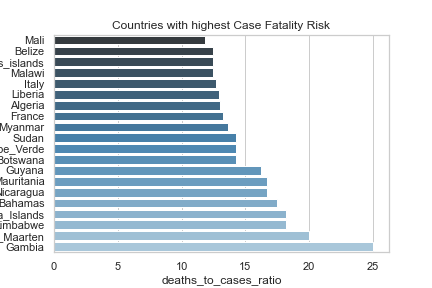 Countries with highest Case Fatality Risk
Mali
Belize
s_islands
Malawi
Italy
Liberia
Algeria
France
Myanmar
Sudan
pe_Verde
Botswana
Guyana
Mauritania
Nicaragua
Bahamas
a_Islands
imbabwe
_Maarten
Gambia
0 5 10 15 20 25
deaths_to_cases_ratio